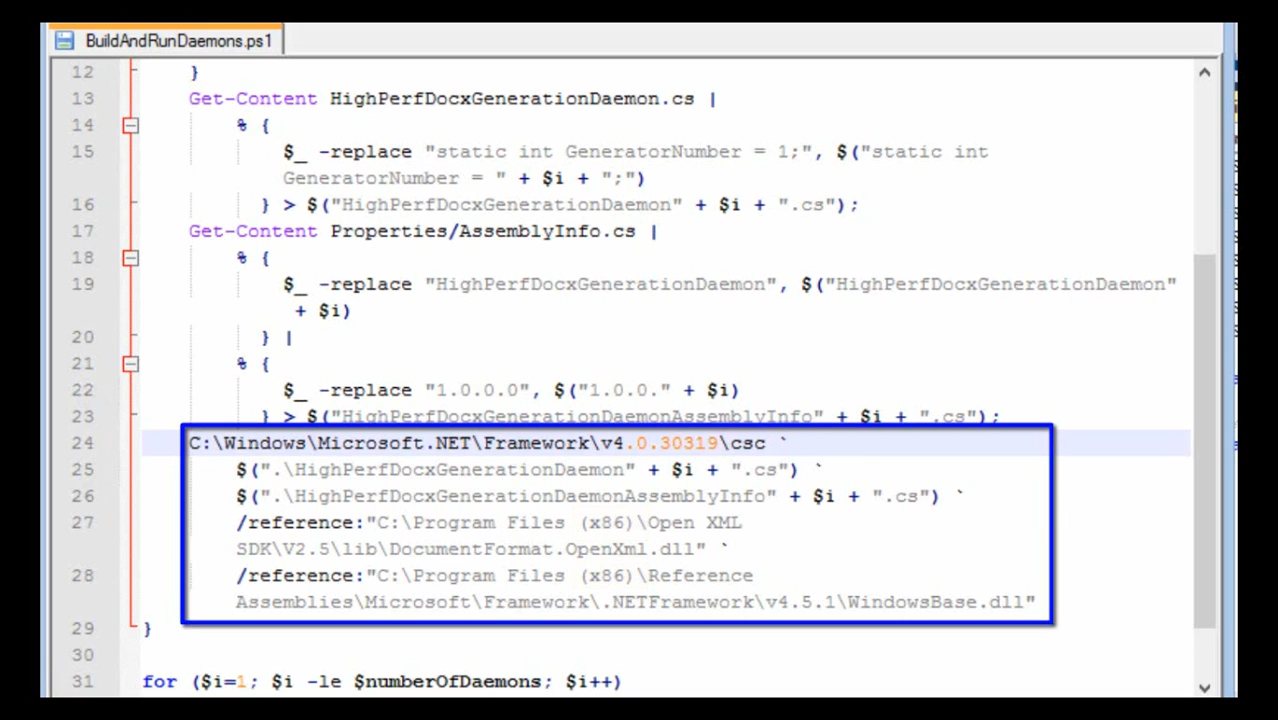 BuildAndRunDaemons.ps1
12 }
13 Get-Content HighPerfDocxGenerationDaemon.cs |
14 % {
15 $_ -replace "static int GeneratorNumber = 1;", $("static int
GeneratorNumber = " + $i + ";")
16 } > $("HighPerfDocxGenerationDaemon" + $i + ".cs");
17 Get-Content Properties/AssemblyInfo.cs |
18 % {
19 $_ -replace "HighPerfDocxGenerationDaemon", $("HighPerfDocxGenerationDaemon"
+ $i)
20 } |
21 % {
22 $_ -replace "1.0.0.0", $("1.0.0." + $i)
23 } > $("HighPerfDocxGenerationDaemonAssemblyInfo" + $i + ".cs");
24 C:\Windows\Microsoft.NET\Framework\v4.0.30319\csc `
25 $(".\HighPerfDocxGenerationDaemon" + $i + ".cs") `
26 $(".\HighPerfDocxGenerationDaemonAssemblyInfo" + $i + ".cs") `
27 /reference:"C:\Program Files (x86)\Open XML
SDK\V2.5\lib\DocumentFormat.OpenXml.dll" `
28 /reference:"C:\Program Files (x86)\Reference
Assemblies\Microsoft\Framework\.NETFramework\v4.5.1\WindowsBase.dll"
29 }
30
31 for ($i=1; $i -le $numberOfDaemons; $i++)